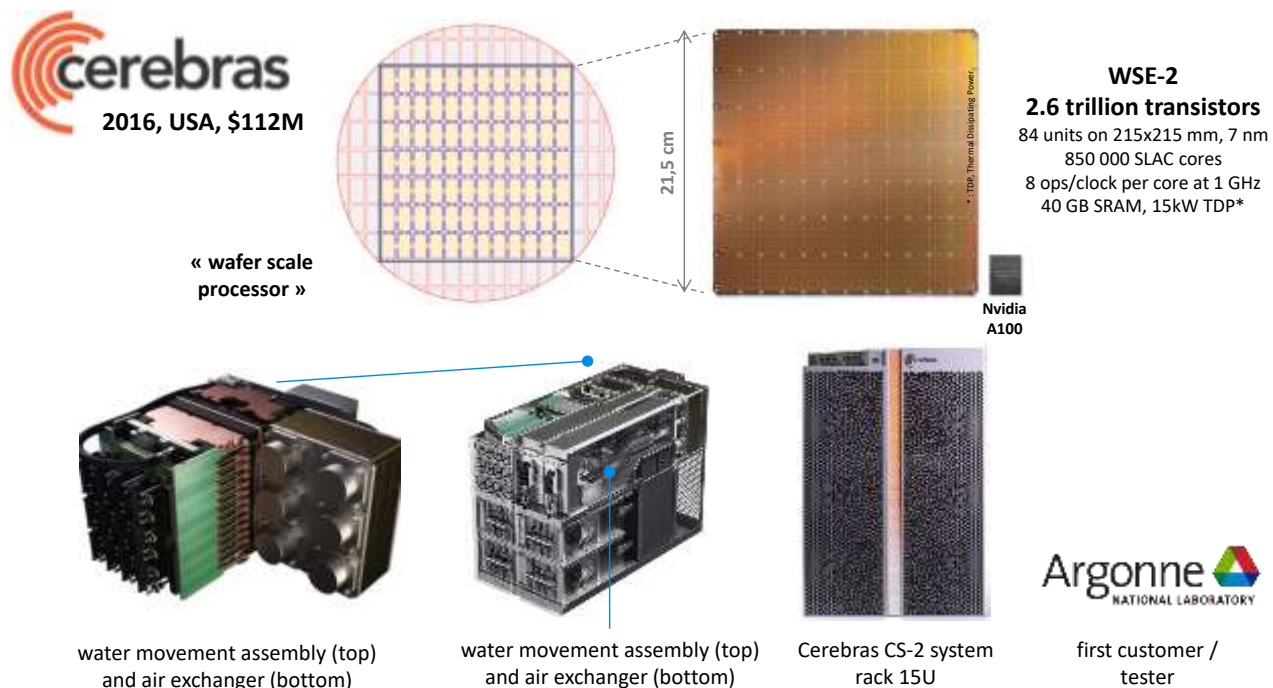 cerebras
2016, USA, $112M
« wafer scale
processor »
21,5 cm
* : TDP, Thermal Dissipating Power
WSE-2
2.6 trillion transistors
84 units on 215x215 mm, 7 nm
850 000 SLAC cores
8 ops/clock per core at 1 GHz
40 GB SRAM, 15kW TDP*
Nvidia
A100
water movement assembly (top)
and air exchanger (bottom)
water movement assembly (top)
and air exchanger (bottom)
Cerebras CS-2 system
rack 15U
Argonne
NATIONAL LABORATORY
first customer /
tester